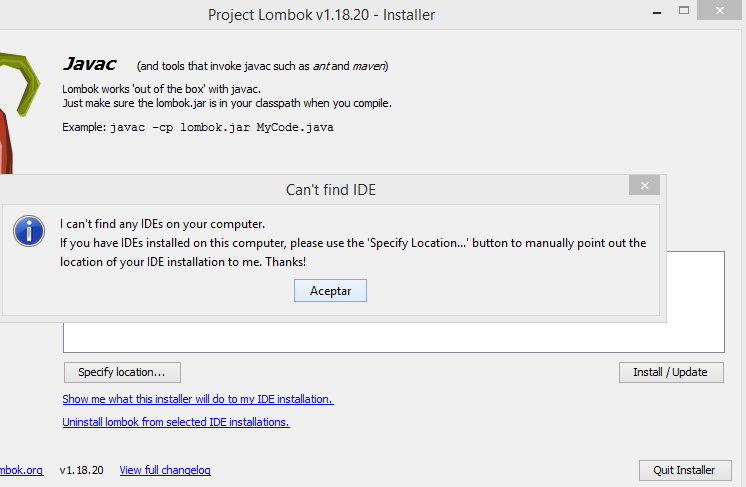 Project Lombok v1.18.20 - Installer
Javac (and tools that invoke javac such as ant and maven)
Lombok works 'out of the box' with javac.
Just make sure the lombok.jar is in your classpath when you compile.
Example: javac -cp lombok.jar MyCode.java
Can't find IDE
I can't find any IDEs on your computer.
If you have IDEs installed on this computer, please use the 'Specify Location...' button to manually point out the
location of your IDE installation to me. Thanks!
Aceptar
Specify location... Install / Update
Show me what this installer will do to my IDE installation.
Uninstall lombok from selected IDE installations.
mbok.org v1.18.20 View full changelog Quit Installer